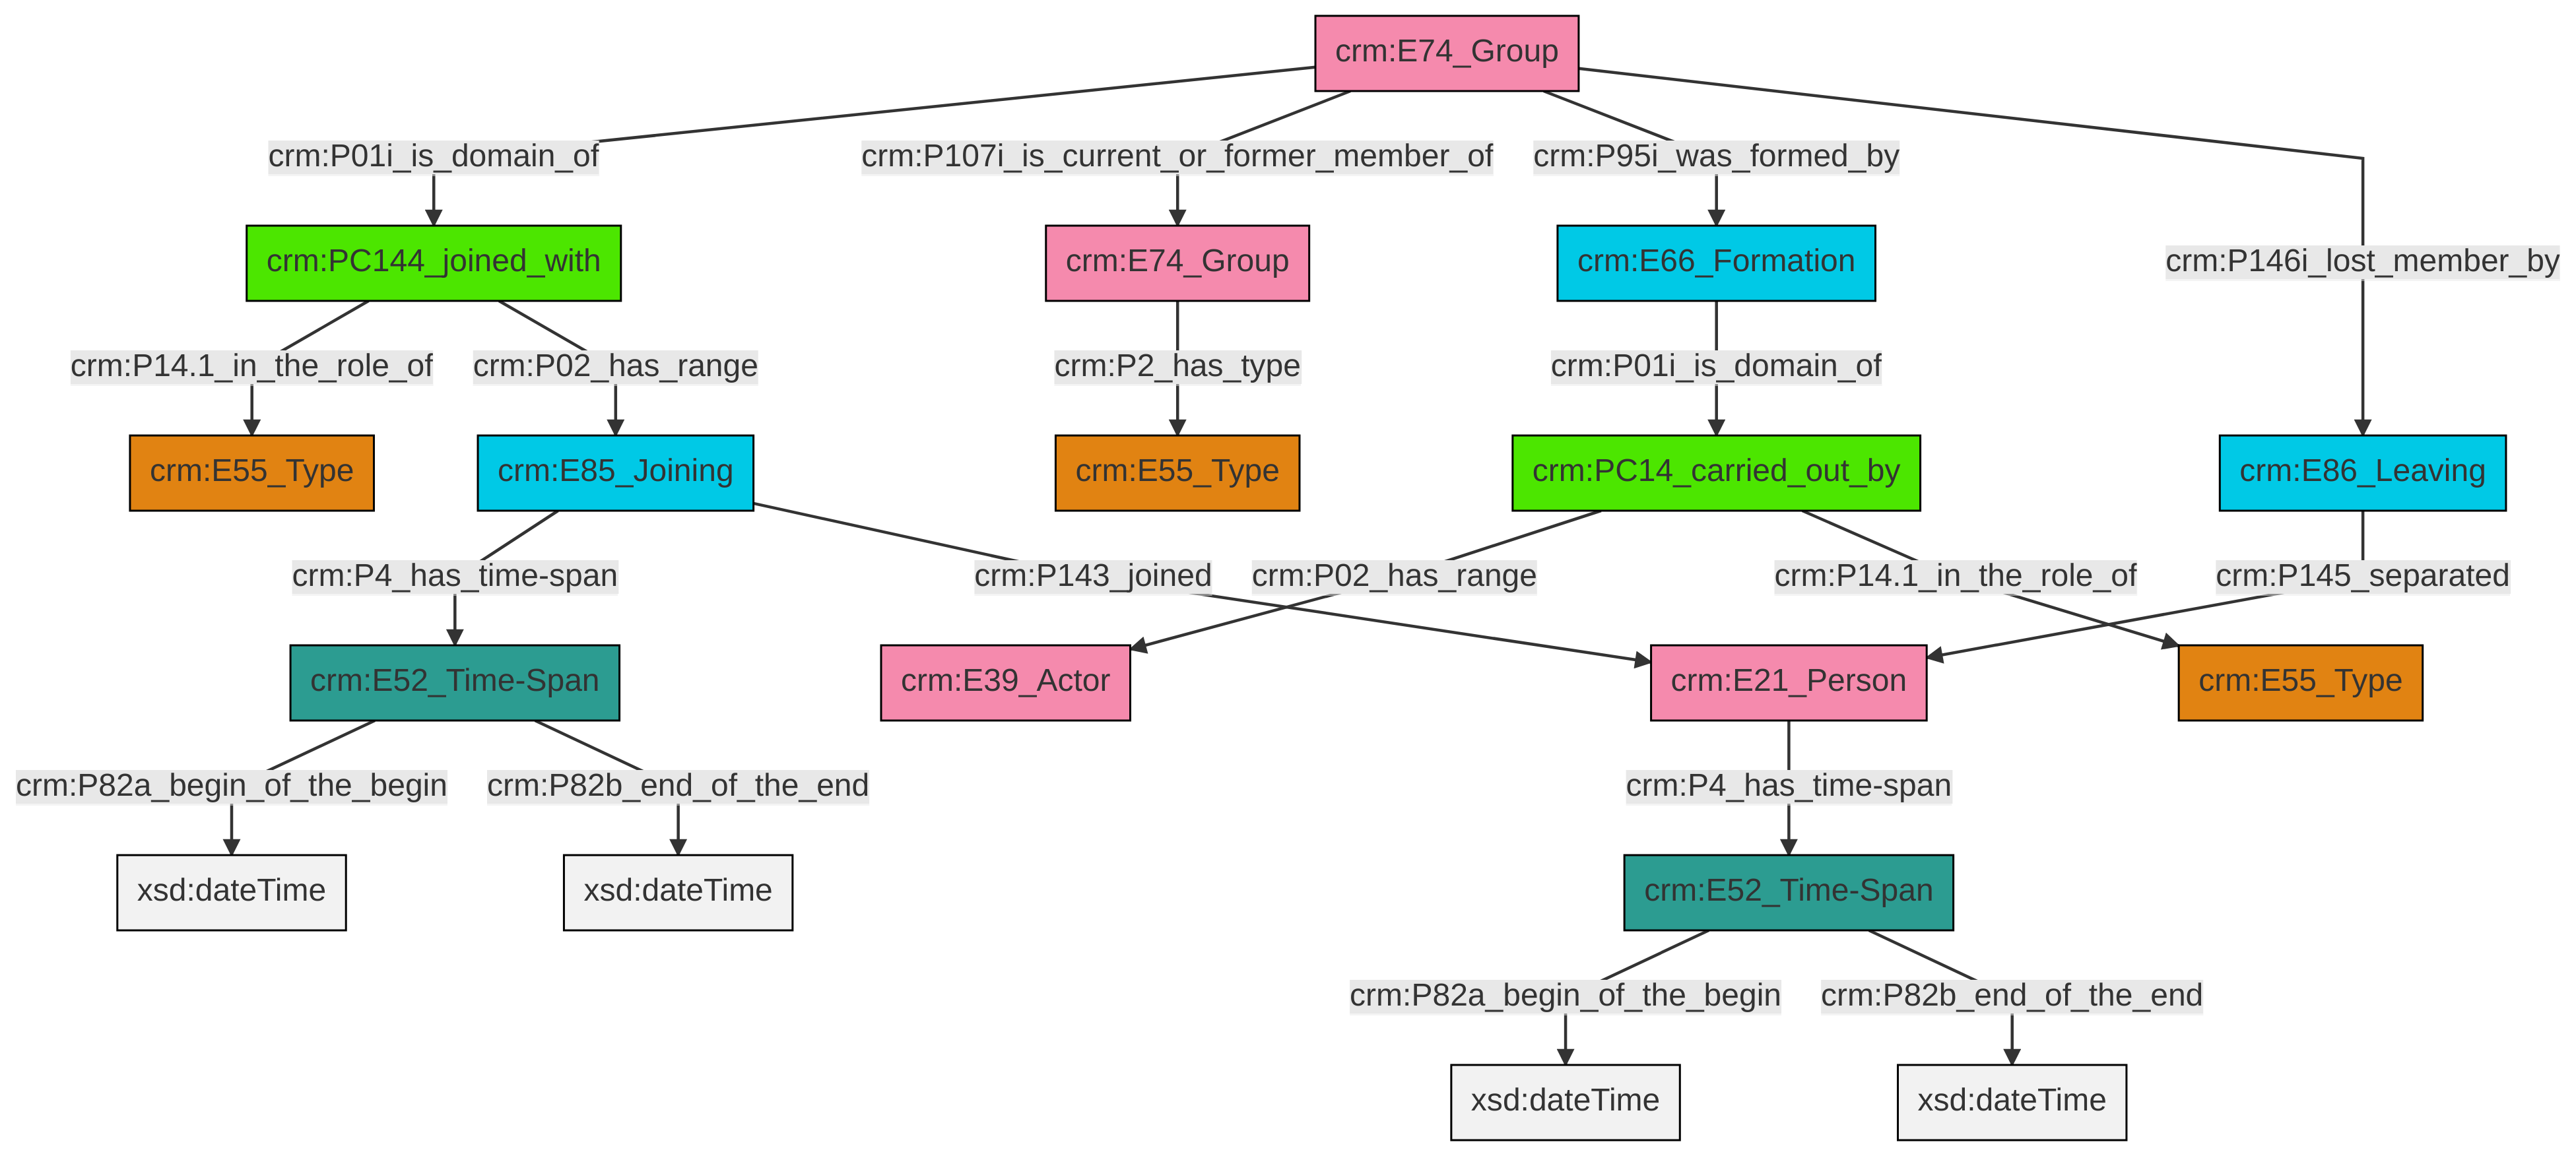 crm:E74_Group
crm:P01i_is_domain_of
crm:P107i_is_current_or_former_member_of
crm:P95i_was_formed_by
crm:PC144_joined_with
crm:E74_Group
crm:E66_Formation
crm:P146i_lost_member_by
crm:P14.1_in_the_role_of
crm:P02_has_range
crm:P2_has_type
crm:P01i_is_domain_of
crm:E55_Type
crm:E85_Joining
crm:E55_Type
crm:PC14_carried_out_by
crm:E86_Leaving
crm:P4_has_time-span
crm:P143_joined
crm:P02_has_range
crm:P14.1_in_the_role_of
crm:P145_separated
crm:E52_Time-Span
crm:E39_Actor
crm:E21_Person
crm:E55_Type
crm:P82a_begin_of_the_begin
crm:P82b_end_of_the_end
crm:P4_has_time-span
xsd:dateTime
xsd:dateTime
crm:E52_Time-Span
crm:P82a_begin_of_the_begin
crm:P82b_end_of_the_end
xsd:dateTime
xsd:dateTime